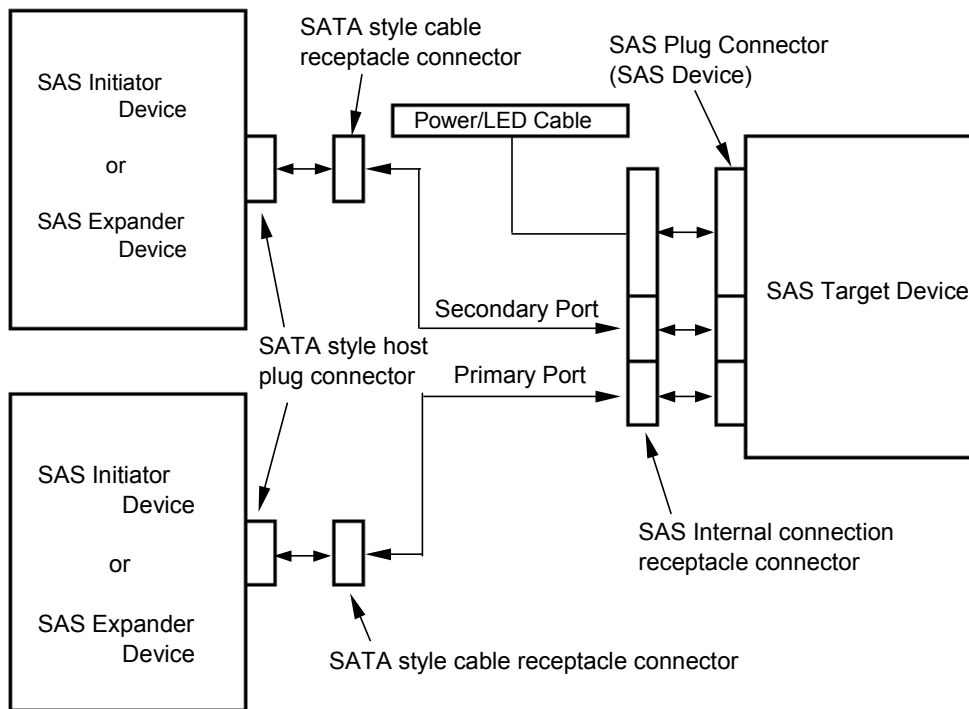 SATA style cable
receptacle connector
SAS Plug Connector
(SAS Device)
SAS Initiator
Device
or
SAS Expander
Device
Power/LED Cable
SAS Target Device
Secondary Port
SATA style host
plug connector
Primary Port
SAS Initiator
Device
or
SAS Expander
Device
SAS Internal connection
receptacle connector
SATA style cable receptacle connector